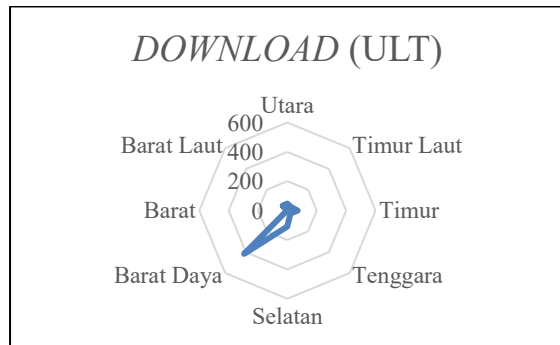 DOWNLOAD (ULT)
Utara
600
Barat Laut
Timur Laut
400
200
Barat
0
Timur
Barat Daya
Tenggara
Selatan